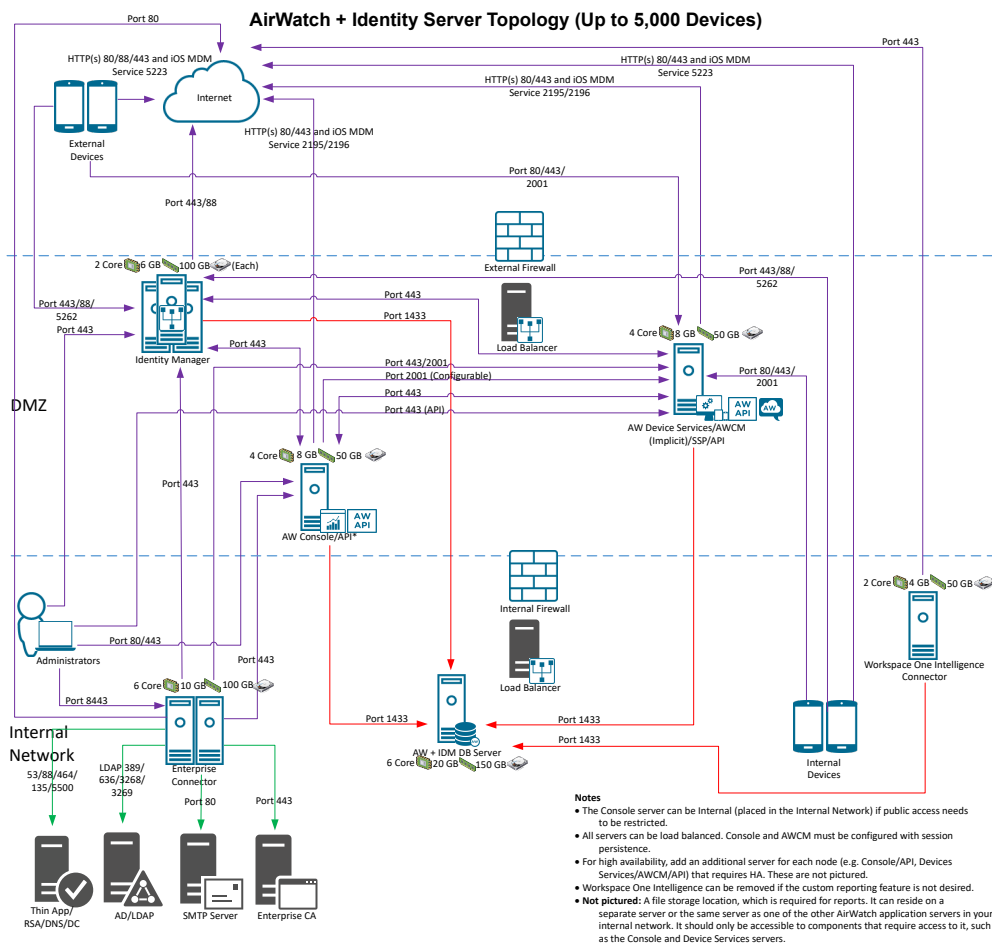 AirWatch + Identity Server Topology (Up to 5,000 Devices)
Port 80
Port 443
HTTP(s) 80/88/443 and iOS MDM
Service 5223
HTTP(s) 80/443 and iOS MDM
Service 5223
HTTP(s) 80/443 and iOS MDM
Service 2195/2196
Internet
HTTP(s) 80/443 and iOS MDM
Service 2195/2196
External
Devices
Port 80/443/
2001
Port 443/88
External Firewall
2 Core 6 GB 100 GB (Each)
Port 443/88/
5262
Port 443/88/
5262
Port 443
Port 443
Port 1433
Load Balancer
4 Core 8 GB 50 GB
Identity Manager
Port 443
Port 443/2001
Port 2001 (Configurable)
Port 443
Port 443 (API)
Port 80/443/
2001
AW
API
AW
AW Device Services/AWCM
(Implicit)/SSP/API
DMZ
4 Core 8 GB 50 GB
Port 443
AW
API
AW Console/API*
Internal Firewall
2 Core 4 GB 50 GB
Administrators
Port 80/443
Port 443
Load Balancer
Workspace One Intelligence
Connector
6 Core 10 GB 100 GB
Port 8443
Port 1433
Port 1433
Port 1433
Internal
Network
Enterprise
Connector
AW + IDM DB Server
6 Core 20 GB 150 GB
Internal
Devices
53/88/464/
135/5500
LDAP 389/
636/3268/
3269
Port 80
Port 443
Thin App/
RSA/DNS/DC
AD/LDAP
SMTP Server
Enterprise CA
Notes
• The Console server can be Internal (placed in the Internal Network) if public access needs
to be restricted.
• All servers can be load balanced. Console and AWCM must be configured with session
persistence.
• For high availability, add an additional server for each node (e.g. Console/API, Devices
Services/AWCM/API) that requires HA. These are not pictured.
• Workspace One Intelligence can be removed if the custom reporting feature is not desired.
• Not pictured: A file storage location, which is required for reports. It can reside on a
separate server or the same server as one of the other AirWatch application servers in your
internal network. It should only be accessible to components that require access to it, such
as the Console and Device Services servers.